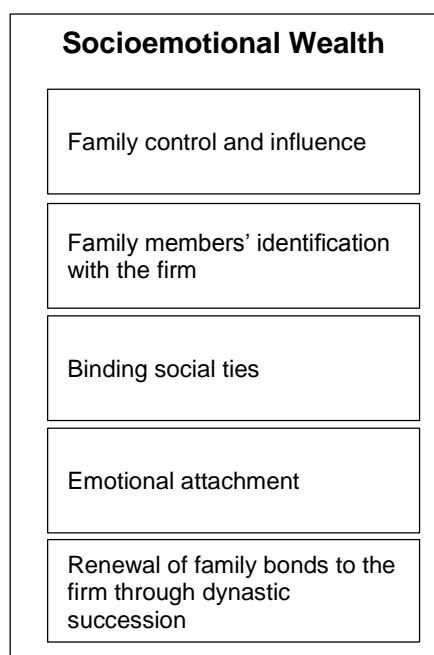 Socioemotional Wealth
Family control and influence
Family members’ identification
with the firm
Binding social ties
Emotional attachment
Renewal of family bonds to the
firm through dynastic
succession